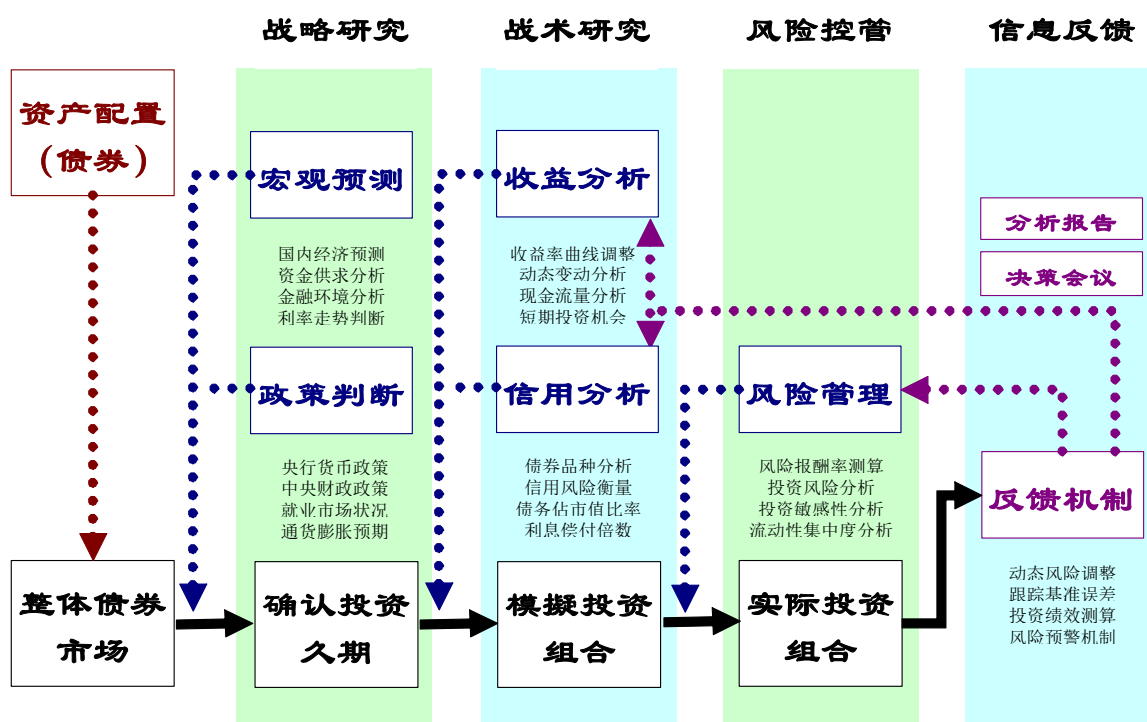 战略研究
战术研究
风险控管
信息反馈
资产配置
（债券）
宏观预测
国内经济预测
资金供求分析
金融环境分析
利率走势判断
政策判断
央行货币政策
中央财政政策
就业市场状况
通货膨胀预期
收益分析
收益率曲线调整
动态变动分析
现金流量分析
短期投资机会
信用分析
债券品种分析
信用风险衡量
债务佔市值比率
利息偿付倍数
风险管理
风险报酬率测算
投资风险分析
投资敏感性分析
流动性集中度分析
分析报告
决策会议
反馈机制
动态风险调整
跟踪基准误差
投资绩效测算
风险预警机制
整体债券
市场
确认投资
久期
模擬投资
组合
实际投资
组合